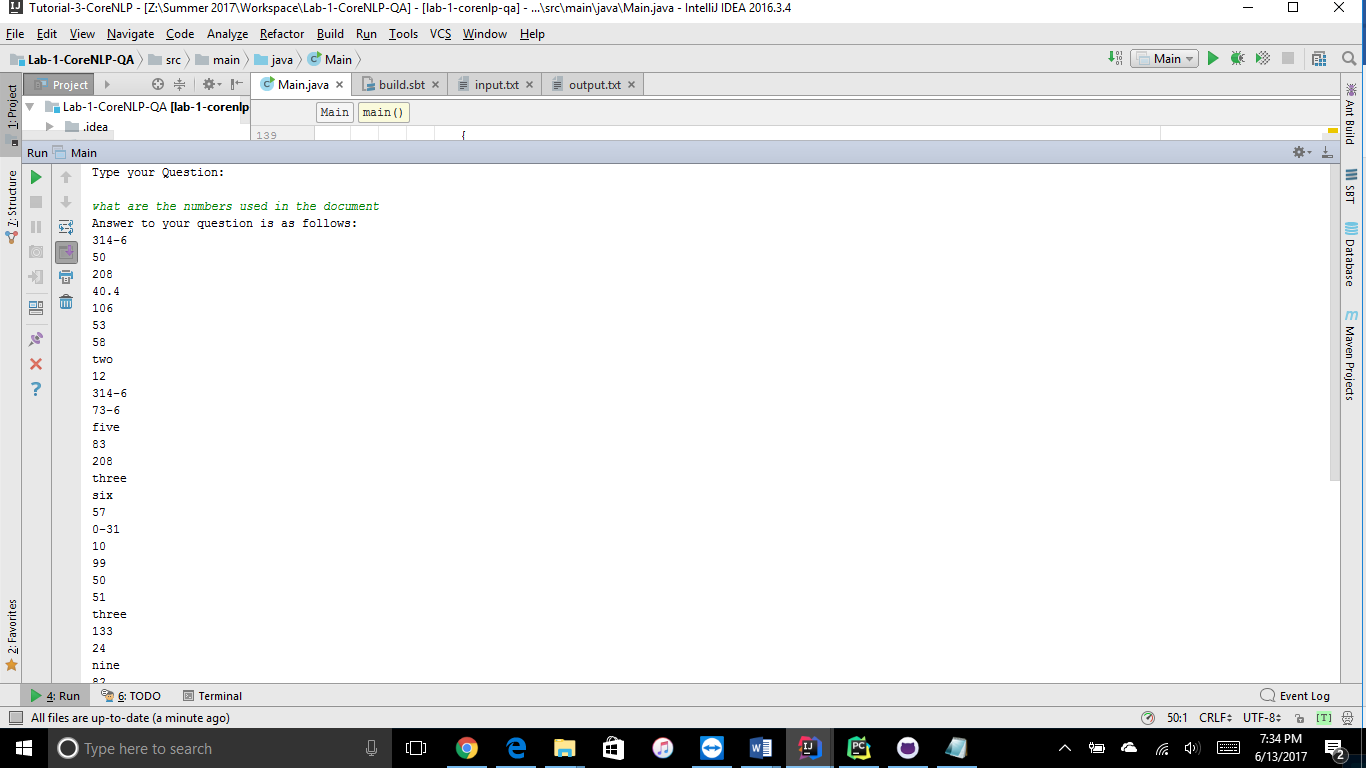 Tutorial-3-CoreNLP - [Z:\Summer 2017\Workspace\Lab-1-CoreNLP-QA] - [lab-1-corenlp-qa] - ...\src\main\java\Main.java - IntelliJ IDEA 2016.3.4
File Edit View Navigate Code Analyze Refactor Build Run Tools VCS Window Help
Lab-1-CoreNLP-QA src main java Main
Main
Project
Main.java build.sbt input.txt output.txt
Lab-1-CoreNLP-QA [lab-1-corenlp
.idea
Main main()
139 {
Run Main
Type your Question:
what are the numbers used in the document
Answer to your question is as follows:
314-6
50
208
40.4
106
53
58
two
12
314-6
73-6
five
83
208
three
six
57
0-31
10
99
50
51
three
133
24
nine
82
1: Project
7: Structure
2: Favorites
Ant Build
SBT
Database
m Maven Projects
4: Run 6: TODO Terminal
Event Log
All files are up-to-date (a minute ago)
50:1 CRLF UTF-8 [T]
Type here to search
7:34 PM
6/13/2017
2